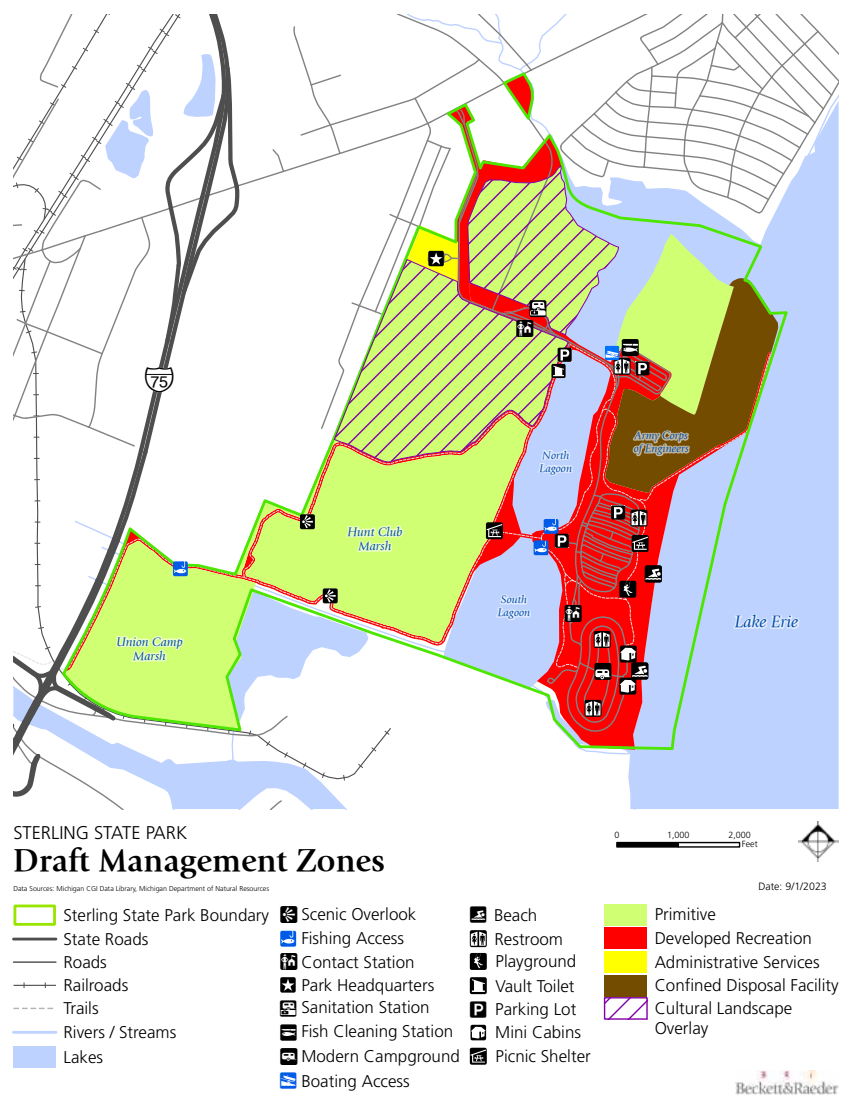 75
Army Corps
of Engineers
North
Lagoon
Hunt Club
Marsh
South
Lagoon
Union Camp
Marsh
Lake Erie
P
P
P
P
STERLING STATE PARK
Draft Management Zones
Data Sources: Michigan CGI Data Library, Michigan Department of Natural Resources
0 1,000 2,000
Feet
Date: 9/1/2023
Sterling State Park Boundary
State Roads
Roads
Railroads
Trails
Rivers / Streams
Lakes
Scenic Overlook
Fishing Access
Contact Station
Park Headquarters
Sanitation Station
Fish Cleaning Station
Modern Campground
Boating Access
Beach
Restroom
Playground
Vault Toilet
P Parking Lot
Mini Cabins
Picnic Shelter
Primitive
Developed Recreation
Administrative Services
Confined Disposal Facility
Cultural Landscape
Overlay
Beckett&Raeder